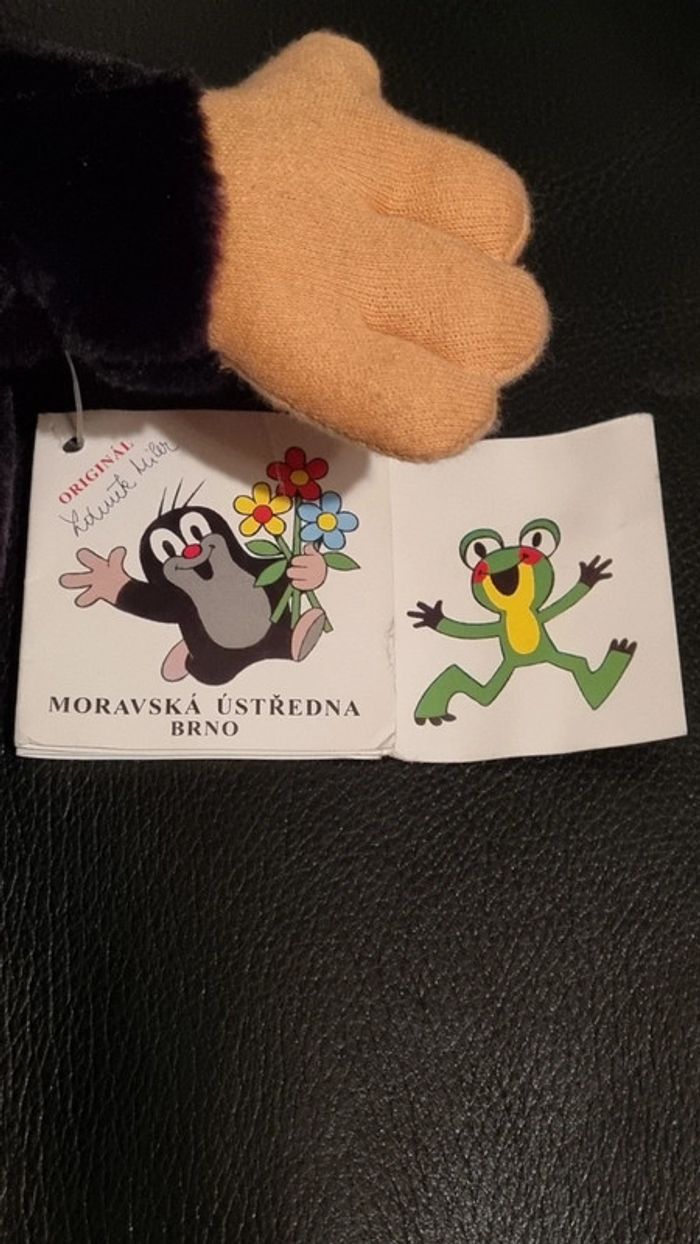 ORIGINÁL
Zdeněk Miler
MORAVSKÁ ÚSTŘEDNA
BRNO